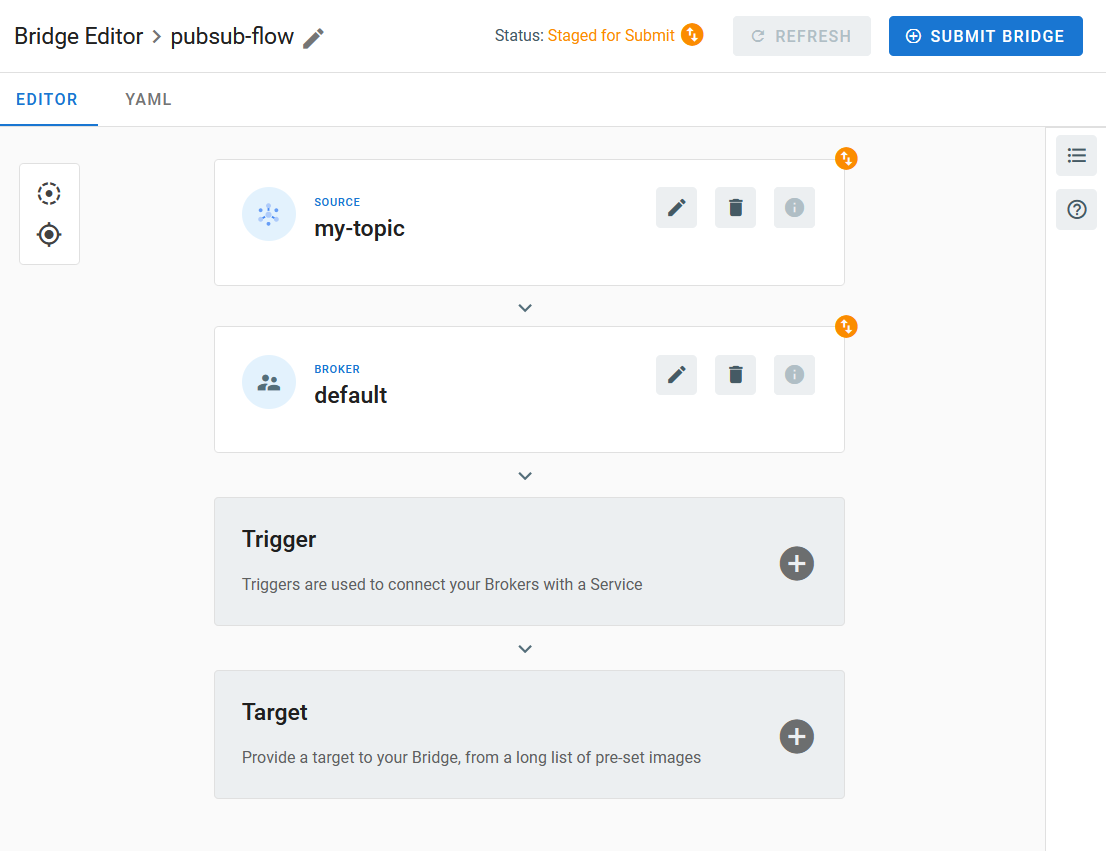 Bridge Editor > pubsub-flow
Status: Staged for Submit
REFRESH
SUBMIT BRIDGE
EDITOR
YAML
SOURCE
my-topic
BROKER
default
Trigger
Triggers are used to connect your Brokers with a Service
Target
Provide a target to your Bridge, from a long list of pre-set images